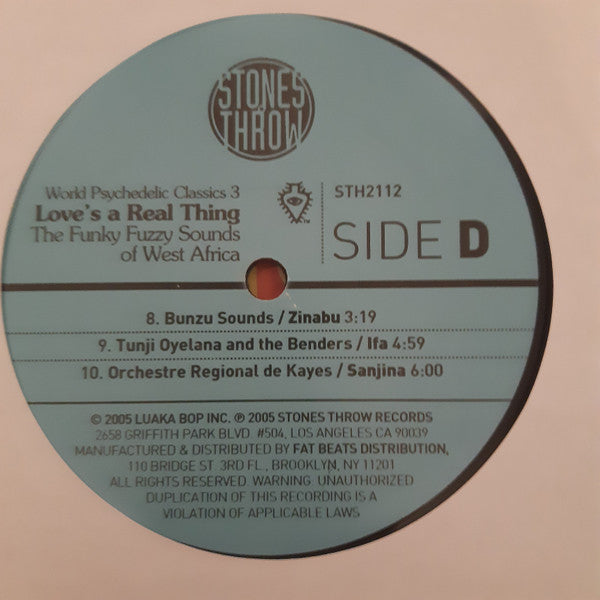 STONES
THROW
World Psychedelic Classics 3
Love's a Real Thing
The Funky Fuzzy Sounds
of West Africa
TM
STH2112
SIDE D
8. Bunzu Sounds / Zinabu 3:19
9. Tunji Oyelana and the Benders / Ifa 4:59
10. Orchestre Regional de Kayes / Sanjina 6:00
© 2005 LUAKA BOP INC. ℗ 2005 STONES THROW RECORDS
2658 GRIFFITH PARK BLVD. #504, LOS ANGELES CA 90039
MANUFACTURED & DISTRIBUTED BY FAT BEATS DISTRIBUTION,
110 BRIDGE ST. 3RD FL., BROOKLYN, NY 11201
ALL RIGHTS RESERVED. WARNING: UNAUTHORIZED
DUPLICATION OF THIS RECORDING IS A
VIOLATION OF APPLICABLE LAWS